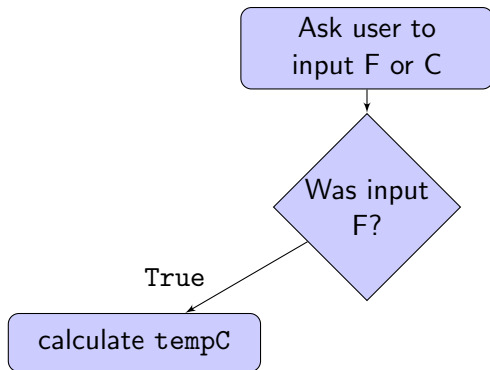 Ask user to
input F or C
Was input
F?
True
calculate tempC